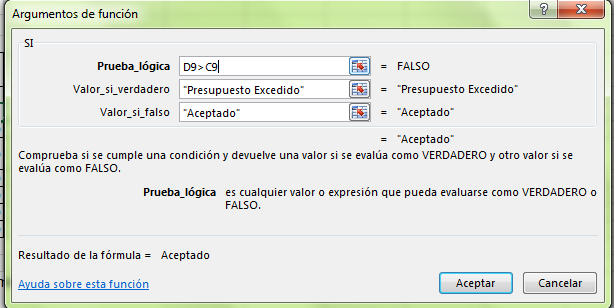 Argumentos de función
SI
Prueba_lógica D9>C9 = FALSO
Valor_si_verdadero "Presupuesto Excedido" = "Presupuesto Excedido"
Valor_si_falso "Aceptado" = "Aceptado"
= "Aceptado"
Comprueba si se cumple una condición y devuelve una valor si se evalúa como VERDADERO y otro valor si se
evalúa como FALSO.
Prueba_lógica es cualquier valor o expresión que pueda evaluarse como VERDADERO o
FALSO.
Resultado de la fórmula = Aceptado
Ayuda sobre esta función
Aceptar
Cancelar